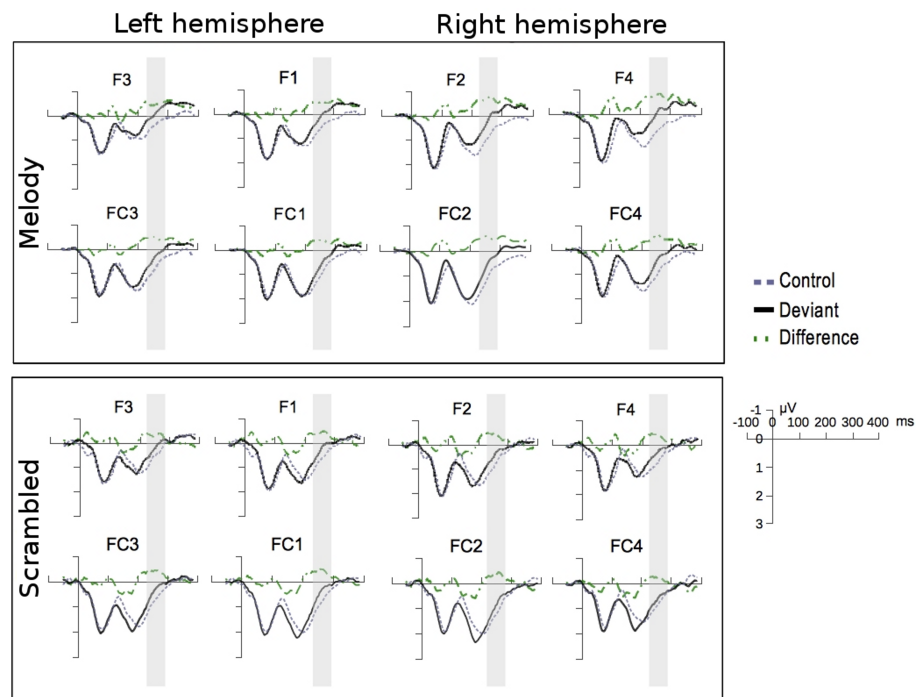 Left hemisphere
Right hemisphere
Melody
F3
F1
F2
F4
FC3
FC1
FC2
FC4
Control
Deviant
Difference
Scrambled
F3
F1
F2
F4
FC3
FC1
FC2
FC4
-1 μV
-100 0 100 200 300 400 ms
0
1
2
3